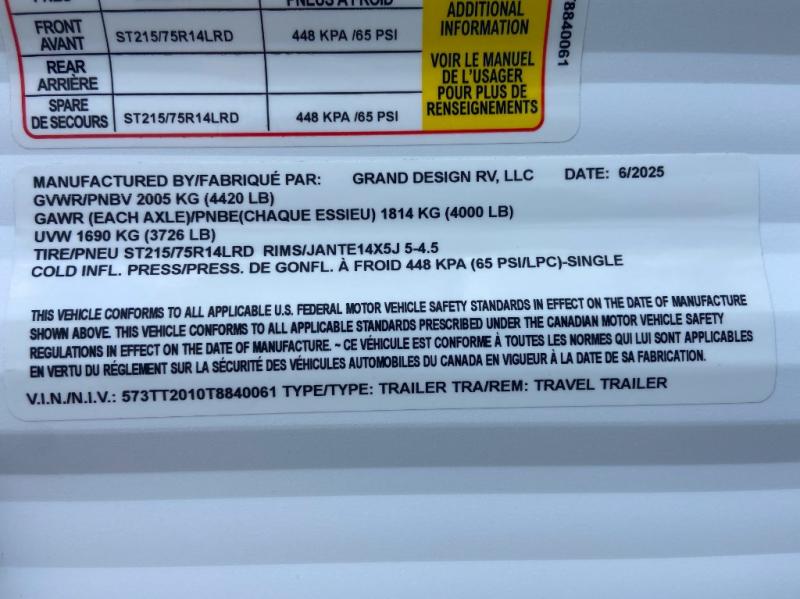 PNEUS À FROID
ADDITIONAL
INFORMATION
FRONT
AVANT
ST215/75R14LRD
448 KPA /65 PSI
REAR
ARRIÈRE
VOIR LE MANUEL
DE L'USAGER
POUR PLUS DE
RENSEIGNEMENTS
SPARE
DE SECOURS
ST215/75R14LRD
448 KPA /65 PSI
T8840061
MANUFACTURED BY/FABRIQUÉ PAR: GRAND DESIGN RV, LLC DATE: 6/2025
GVWR/PNBV 2005 KG (4420 LB)
GAWR (EACH AXLE)/PNBE(CHAQUE ESSIEU) 1814 KG (4000 LB)
UVW 1690 KG (3726 LB)
TIRE/PNEU ST215/75R14LRD RIMS/JANTE14X5J 5-4.5
COLD INFL. PRESS/PRESS. DE GONFL. À FROID 448 KPA (65 PSI/LPC)-SINGLE
THIS VEHICLE CONFORMS TO ALL APPLICABLE U.S. FEDERAL MOTOR VEHICLE SAFETY STANDARDS IN EFFECT ON THE DATE OF MANUFACTURE
SHOWN ABOVE. THIS VEHICLE CONFORMS TO ALL APPLICABLE STANDARDS PRESCRIBED UNDER THE CANADIAN MOTOR VEHICLE SAFETY
REGULATIONS IN EFFECT ON THE DATE OF MANUFACTURE. ~ CE VÉHICULE EST CONFORME À TOUTES LES NORMES QUI LUI SONT APPLICABLES
EN VERTU DU RÉGLEMENT SUR LA SÉCURITÉ DES VÉHICULES AUTOMOBILES DU CANADA EN VIGUEUR À LA DATE DE SA FABRICATION.
V.I.N./N.I.V.: 573TT2010T8840061 TYPE/TYPE: TRAILER TRA/REM: TRAVEL TRAILER